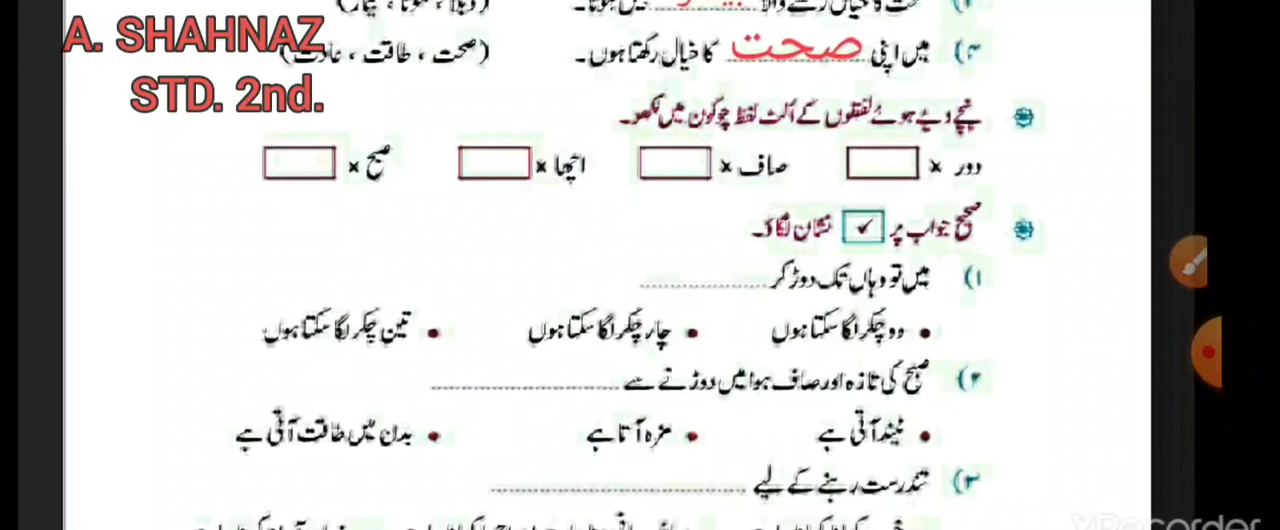 A. SHAHNAZ
STD. 2nd.
۴) میں اپنی صحت کا خیال رکھتا ہوں۔ (صحت ، طاقت ، عادت)
نیچے دیے ہوئے لفظوں کے اُلٹ لفظ چوکون میں لکھو۔
دور × صاف × اچھا × صبح ×
صحیح جواب پر ✓ نشان لگاؤ۔
۱) میں تو وہاں تک دوڑ کر ..............
• دو چکر لگا سکتا ہوں • چار چکر لگا سکتا ہوں • تین چکر لگا سکتا ہوں
۲) صبح کی تازہ اور صاف ہوا میں دوڑنے سے ..............
• نیند آتی ہے • مزہ آتا ہے • بدن میں طاقت آتی ہے
۳) تندرست رہنے کے لیے ..............
XRecorder